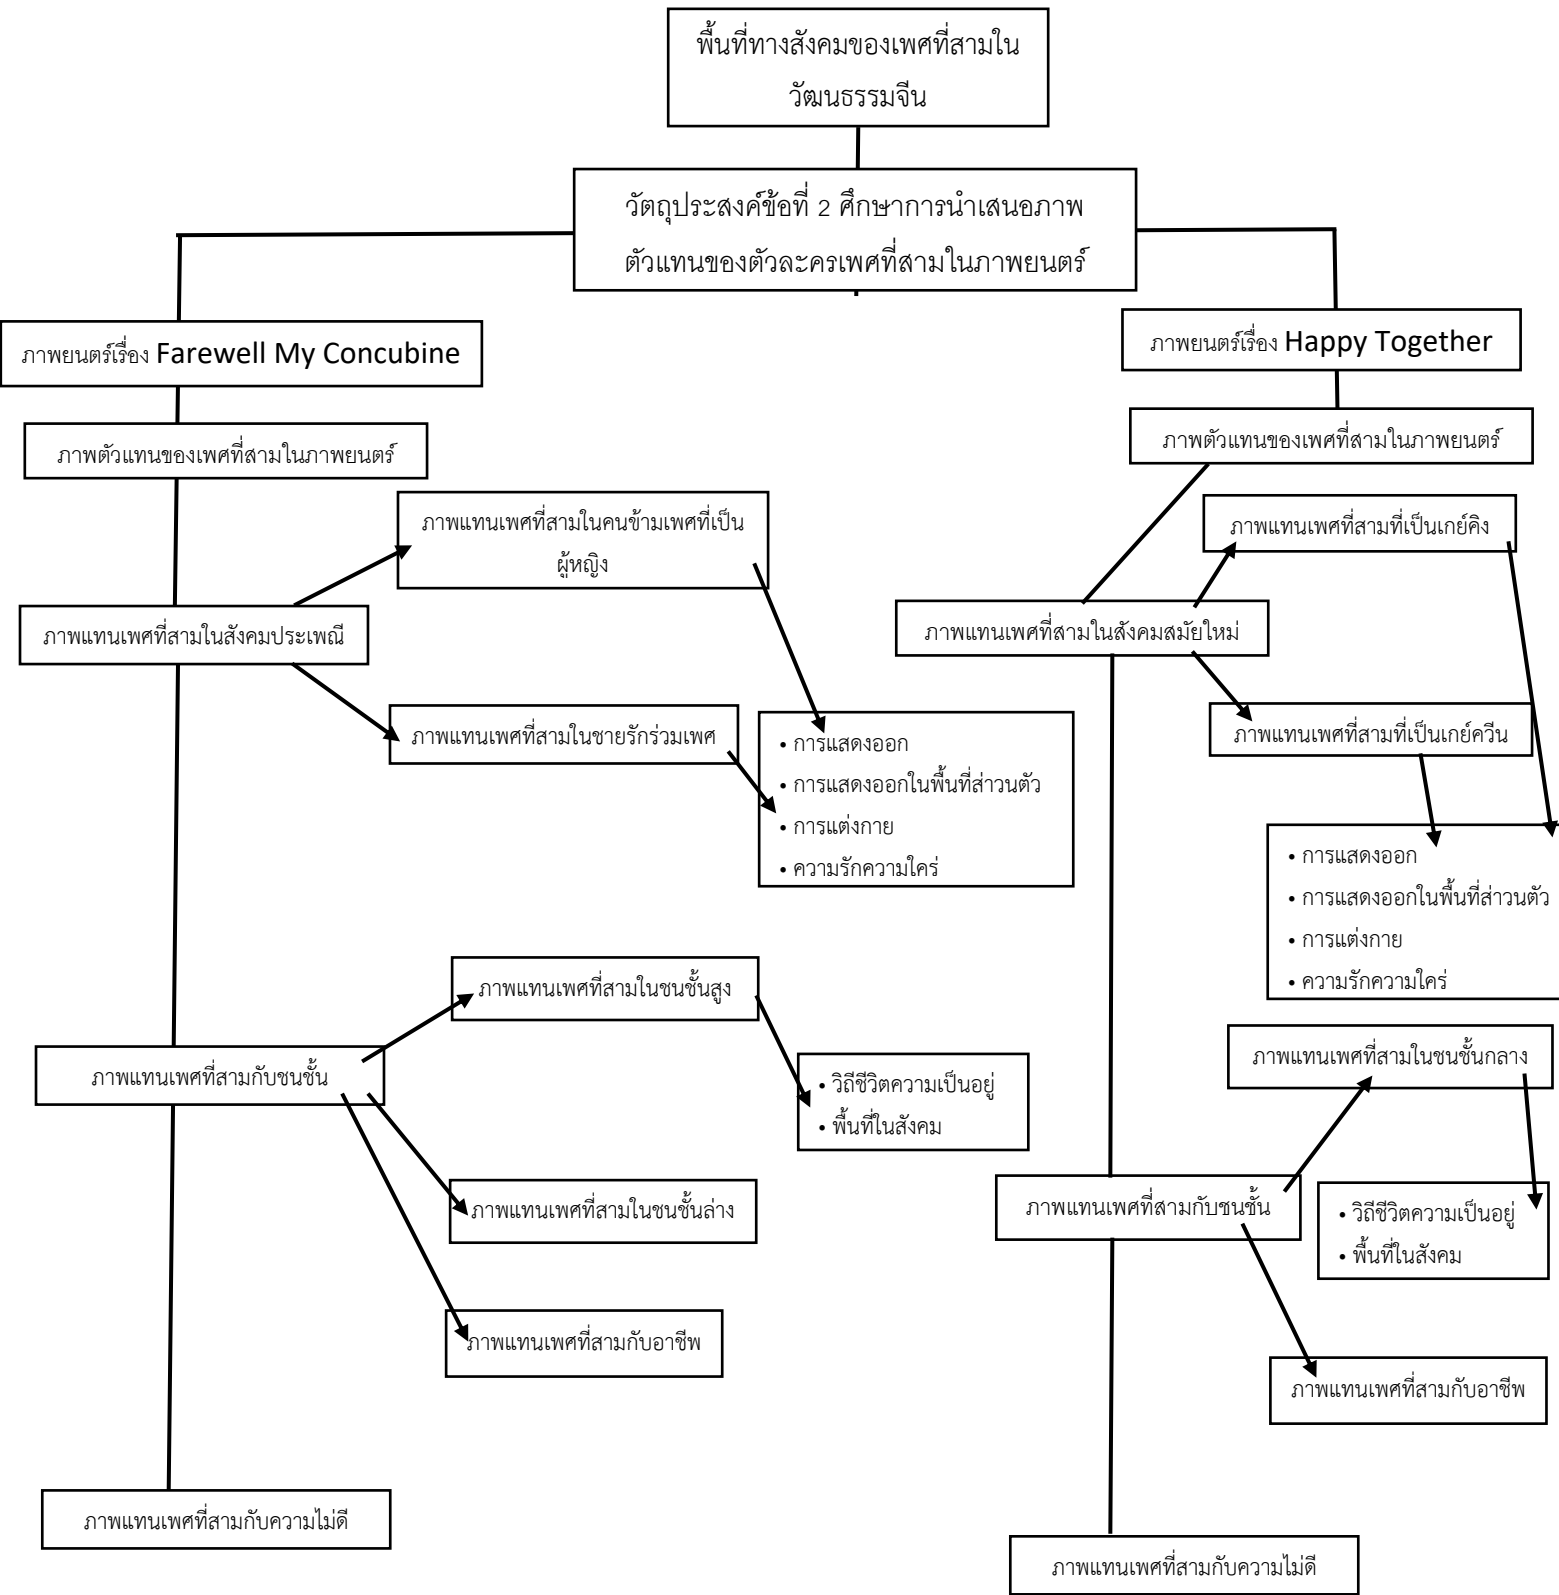 พื้นที่ทางสังคมของเพศที่สามใน
วัฒนธรรมจีน
วัตถุประสงค์ข้อที่ 2 ศึกษาการนำเสนอภาพ
ตัวแทนของตัวละครเพศที่สามในภาพยนตร์
ภาพยนตร์เรื่อง Farewell My Concubine
ภาพตัวแทนของเพศที่สามในภาพยนตร์
ภาพแทนเพศที่สามในคนข้ามเพศที่เป็น
ผู้หญิง
ภาพแทนเพศที่สามในสังคมประเพณี
ภาพแทนเพศที่สามในชายรักร่วมเพศ
• การแสดงออก
• การแสดงออกในพื้นที่ส่าวนตัว
• การแต่งกาย
• ความรักความใคร่
ภาพแทนเพศที่สามในชนชั้นสูง
ภาพแทนเพศที่สามกับชนชั้น
• วิถีชีวิตความเป็นอยู่
• พื้นที่ในสังคม
ภาพแทนเพศที่สามในชนชั้นล่าง
ภาพแทนเพศที่สามกับอาชีพ
ภาพแทนเพศที่สามกับความไม่ดี
ภาพยนตร์เรื่อง Happy Together
ภาพตัวแทนของเพศที่สามในภาพยนตร์
ภาพแทนเพศที่สามที่เป็นเกย์คิง
ภาพแทนเพศที่สามในสังคมสมัยใหม่
ภาพแทนเพศที่สามที่เป็นเกย์ควีน
• การแสดงออก
• การแสดงออกในพื้นที่ส่าวนตัว
• การแต่งกาย
• ความรักความใคร่
ภาพแทนเพศที่สามในชนชั้นกลาง
ภาพแทนเพศที่สามกับชนชั้น
• วิถีชีวิตความเป็นอยู่
• พื้นที่ในสังคม
ภาพแทนเพศที่สามกับอาชีพ
ภาพแทนเพศที่สามกับความไม่ดี